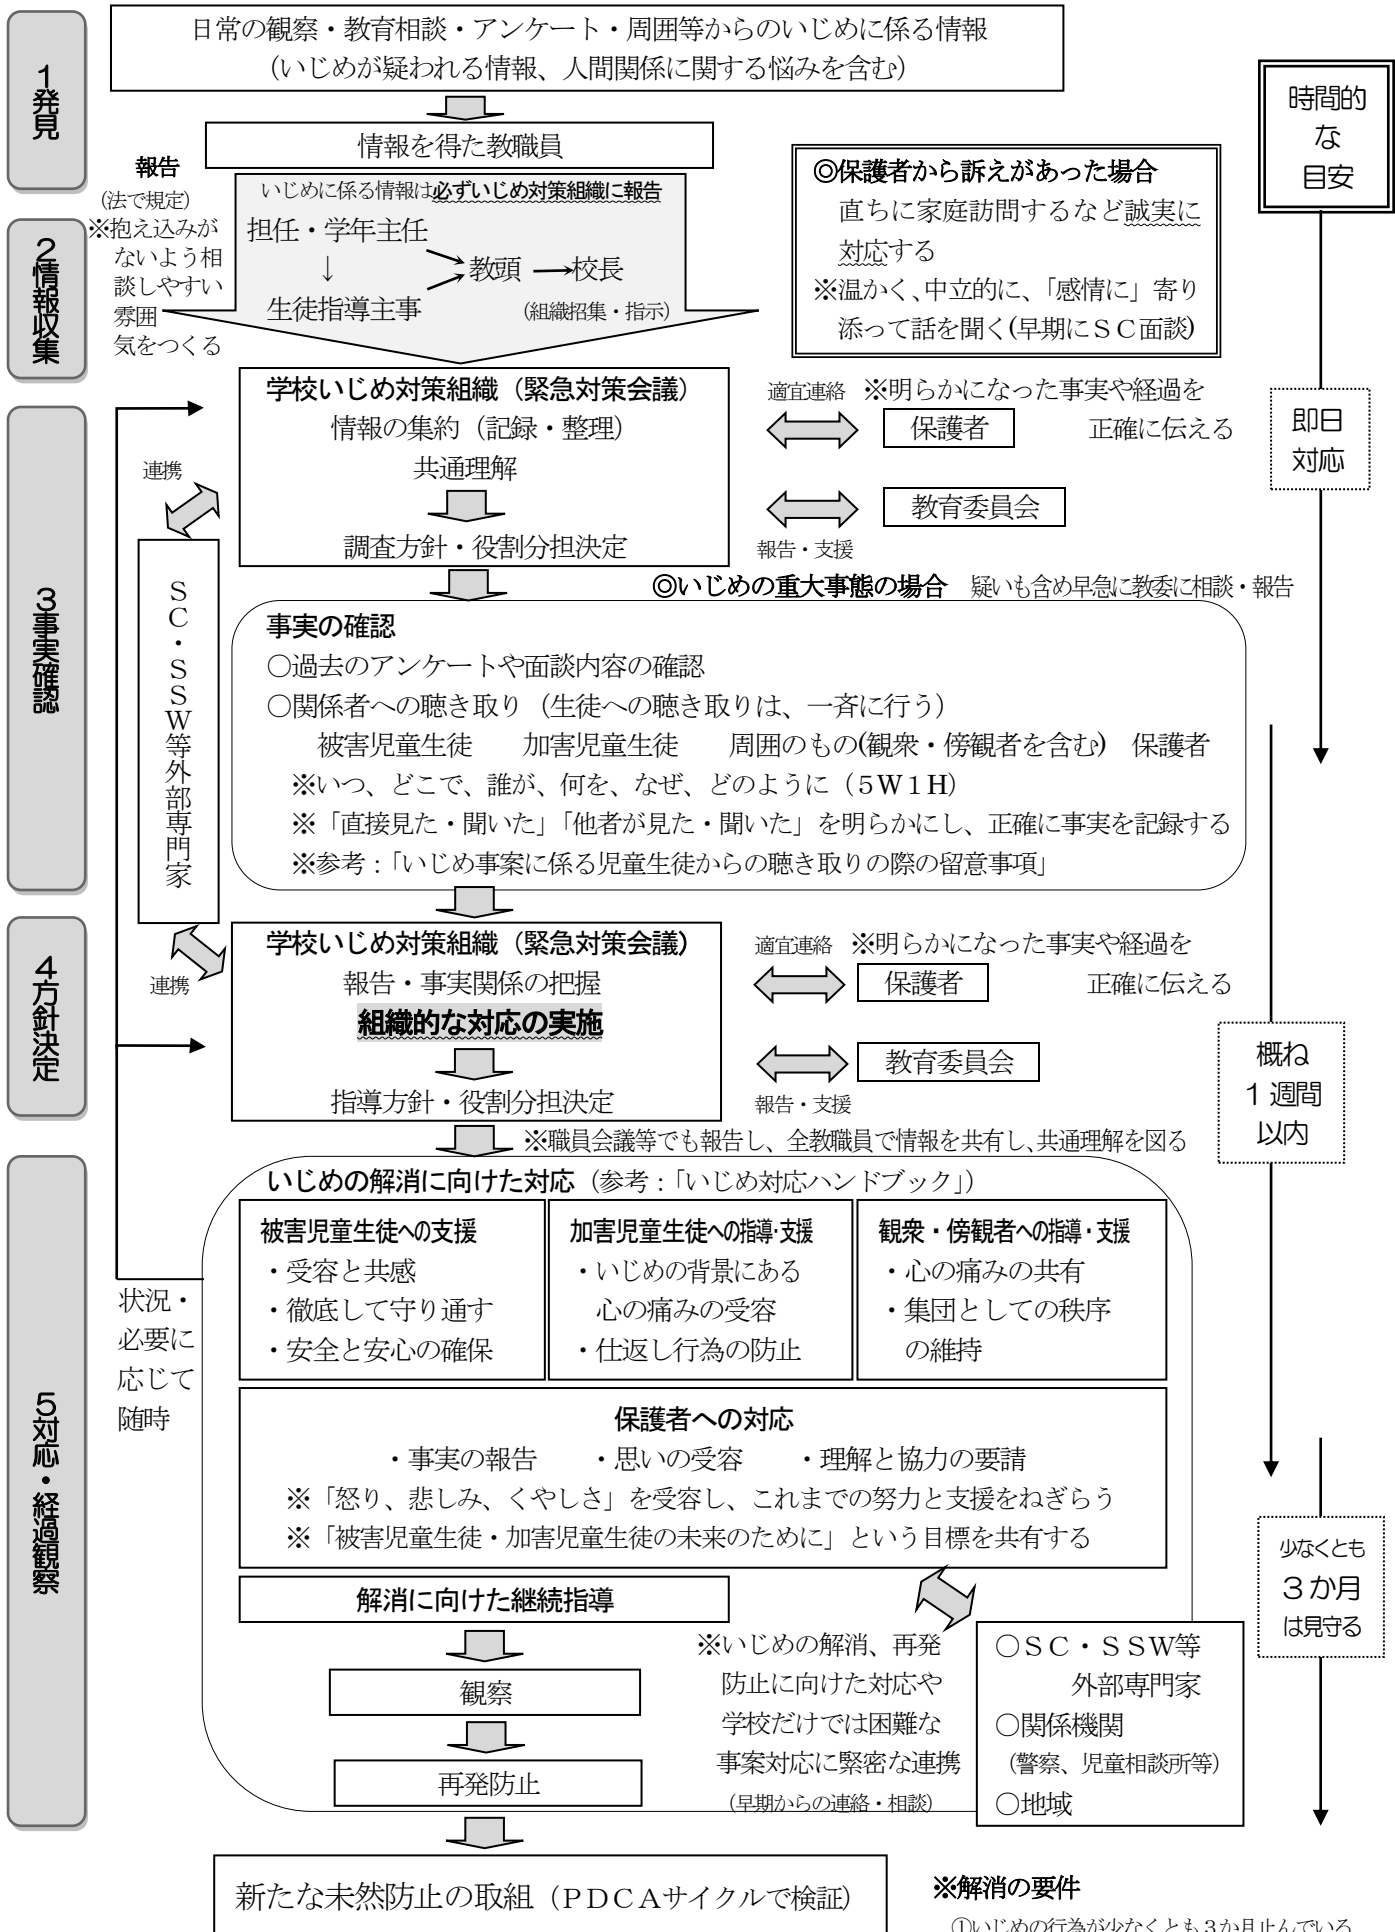 1発見
日常の観察・教育相談・アンケート・周囲等からのいじめに係る情報
(いじめが疑われる情報、人間関係に関する悩みを含む)
情報を得た教職員
時間的
な
目安
報告
(法で規定)
※抱え込みが
ないよう相
談しやすい
雰囲
気をつくる
いじめに係る情報は必ずいじめ対策組織に報告
担任・学年主任
↓
生徒指導主事
教頭
校長
(組織招集・指示)
◎保護者から訴えがあった場合
直ちに家庭訪問するなど誠実に
対応する
※温かく、中立的に、「感情に」寄り
添って話を聞く(早期にSC面談)
2情報収集
3事実確認
学校いじめ対策組織（緊急対策会議）
情報の集約（記録・整理）
共通理解
調査方針・役割分担決定
適宜連絡
※明らかになった事実や経過を
正確に伝える
保護者
教育委員会
報告・支援
即日
対応
連携
SC・SSW等外部専門家
連携
◎いじめの重大事態の場合　疑いも含め早急に教委に相談・報告
事実の確認
○過去のアンケートや面談内容の確認
○関係者への聴き取り（生徒への聴き取りは、一斉に行う）
被害児童生徒　加害児童生徒　周囲のもの(観衆・傍観者を含む)　保護者
※いつ、どこで、誰が、何を、なぜ、どのように（5W1H）
※「直接見た・聞いた」「他者が見た・聞いた」を明らかにし、正確に事実を記録する
※参考：「いじめ事案に係る児童生徒からの聴き取りの際の留意事項」
4方針決定
学校いじめ対策組織（緊急対策会議）
報告・事実関係の把握
組織的な対応の実施
指導方針・役割分担決定
適宜連絡
※明らかになった事実や経過を
正確に伝える
保護者
教育委員会
報告・支援
概ね
1週間
以内
※職員会議等でも報告し、全教職員で情報を共有し、共通理解を図る
5対応・経過観察
状況・
必要に
応じて
随時
いじめの解消に向けた対応（参考：「いじめ対応ハンドブック」）
被害児童生徒への支援
・受容と共感
・徹底して守り通す
・安全と安心の確保
加害児童生徒への指導・支援
・いじめの背景にある
心の痛みの受容
・仕返し行為の防止
観衆・傍観者への指導・支援
・心の痛みの共有
・集団としての秩序
の維持
保護者への対応
・事実の報告　・思いの受容　・理解と協力の要請
※「怒り、悲しみ、くやしさ」を受容し、これまでの努力と支援をねぎらう
※「被害児童生徒・加害児童生徒の未来のために」という目標を共有する
少なくとも
3か月
は見守る
解消に向けた継続指導
観察
再発防止
※いじめの解消、再発
防止に向けた対応や
学校だけでは困難な
事案対応に緊密な連携
(早期からの連絡・相談)
○SC・SSW等
外部専門家
○関係機関
(警察、児童相談所等)
○地域
新たな未然防止の取組（PDCAサイクルで検証）
※解消の要件
①いじめの行為が少なくとも3か月止んでいる